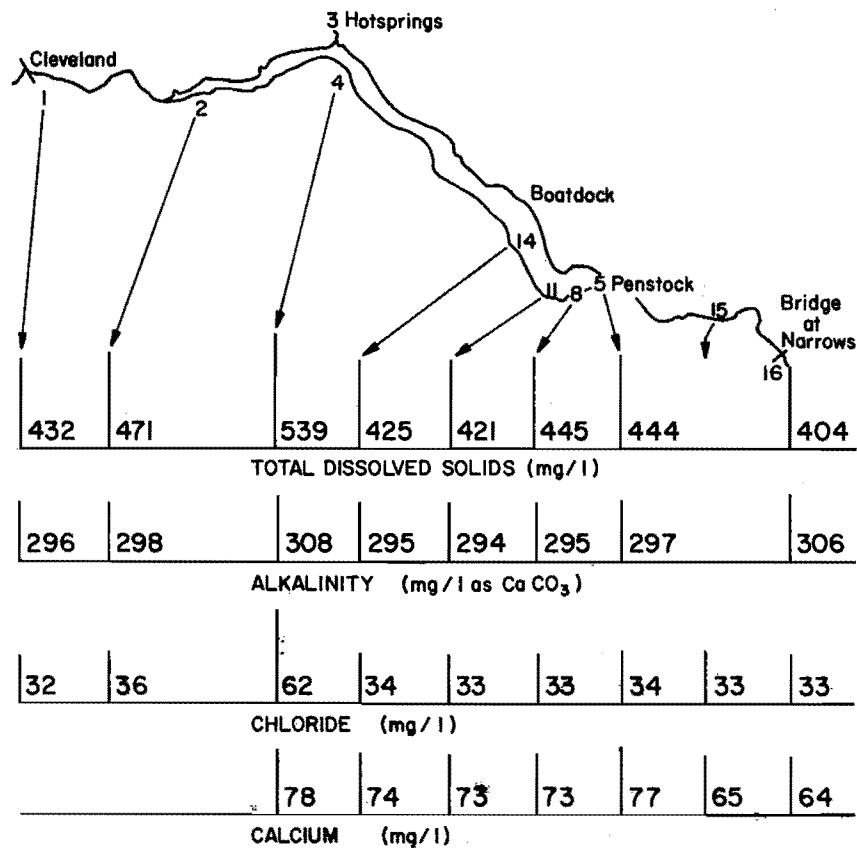 3 Hotsprings
Cleveland
1
2
4
Boatdock
14
11 8 5 Penstock
15
Bridge
at
Narrows
16
432 471 539 425 421 445 444 404
TOTAL DISSOLVED SOLIDS (mg/l)
296 298 308 295 294 295 297 306
ALKALINITY (mg/l as CaCO3)
32 36 62 34 33 33 34 33 33
CHLORIDE (mg/l)
78 74 73 73 77 65 64
CALCIUM (mg/l)